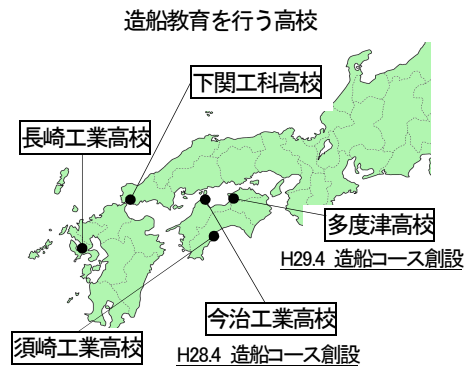 造船教育を行う高校
下関工科高校
長崎工業高校
多度津高校
H29.4 造船コース創設
今治工業高校
H28.4 造船コース創設
須崎工業高校